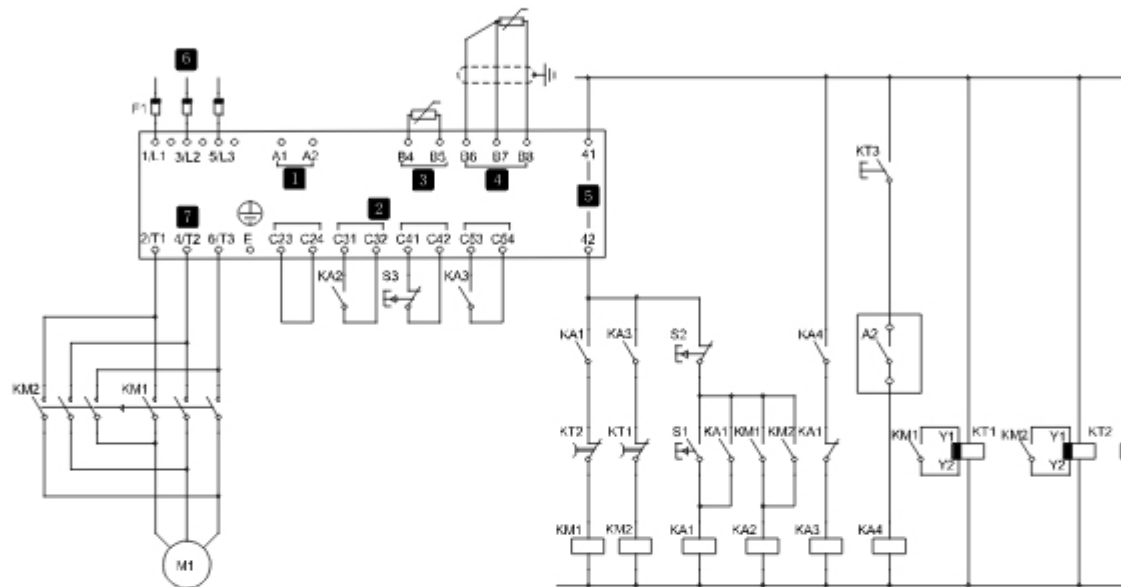 6
F1
1/L1 3/L2 5/L3 A1 A2 B4 B5 B6 B7 B8 41
1 3 4 5
7 2
2/T1 4/T2 6/T3 E C23 C24 C31 C32 C41 C42 C53 C54 42
KA2 S3 KA3
KT3
KA1 KA3 S2 KA4 A2
KM2 KM1
KT2 KT1 S1 KA1 KM1 KM2 KA1 KM1 Y1 KT1 KM2 Y1 KT2
Y2 Y2
KM1 KM2 KA1 KA2 KA3 KA4
M1